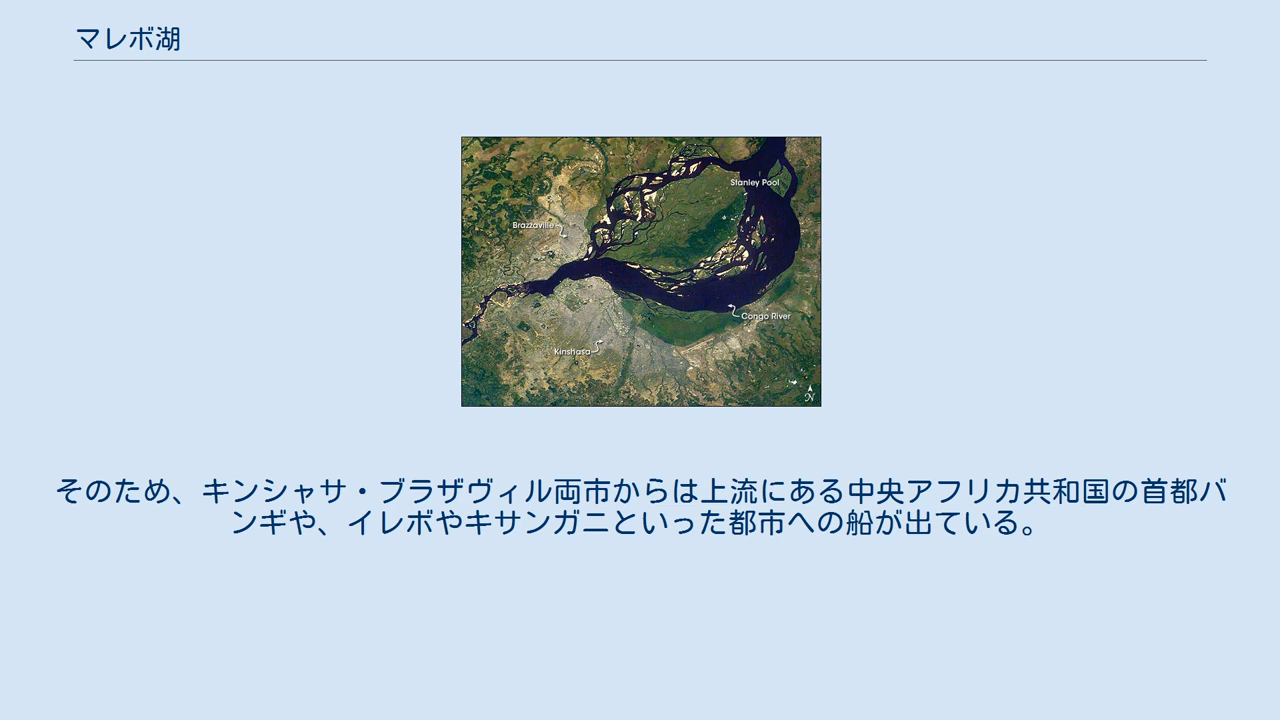 マレボ湖
Stanley Pool
Brazzaville
Congo River
Kinshasa
N
そのため、キンシャサ・ブラザヴィル両市からは上流にある中央アフリカ共和国の首都バ
ンギや、イレボやキサンガニといった都市への船が出ている。